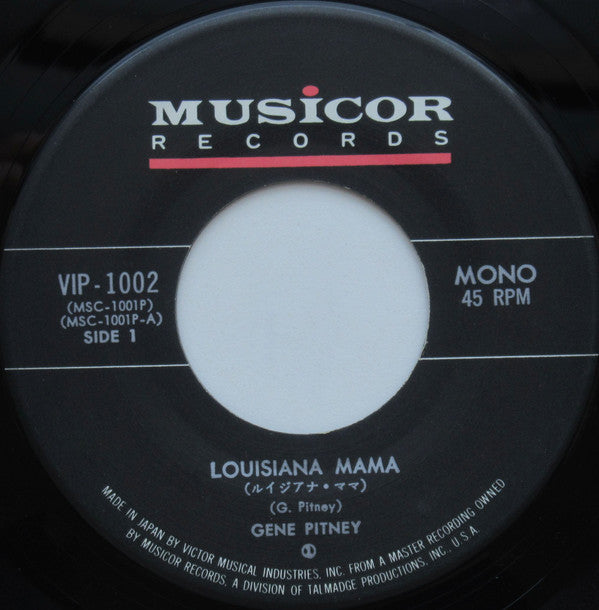 MUSICOR
RECORDS
VIP-1002
(MSC-1001P)
(MSC-1001P-A)
SIDE 1
MONO
45 RPM
LOUISIANA MAMA
(ルイジアナ・ママ)
(G. Pitney)
GENE PITNEY
①
MADE IN JAPAN BY VICTOR MUSICAL INDUSTRIES, INC. FROM A MASTER RECORDING OWNED
BY MUSICOR RECORDS, A DIVISION OF TALMADGE PRODUCTIONS, INC., U.S.A.